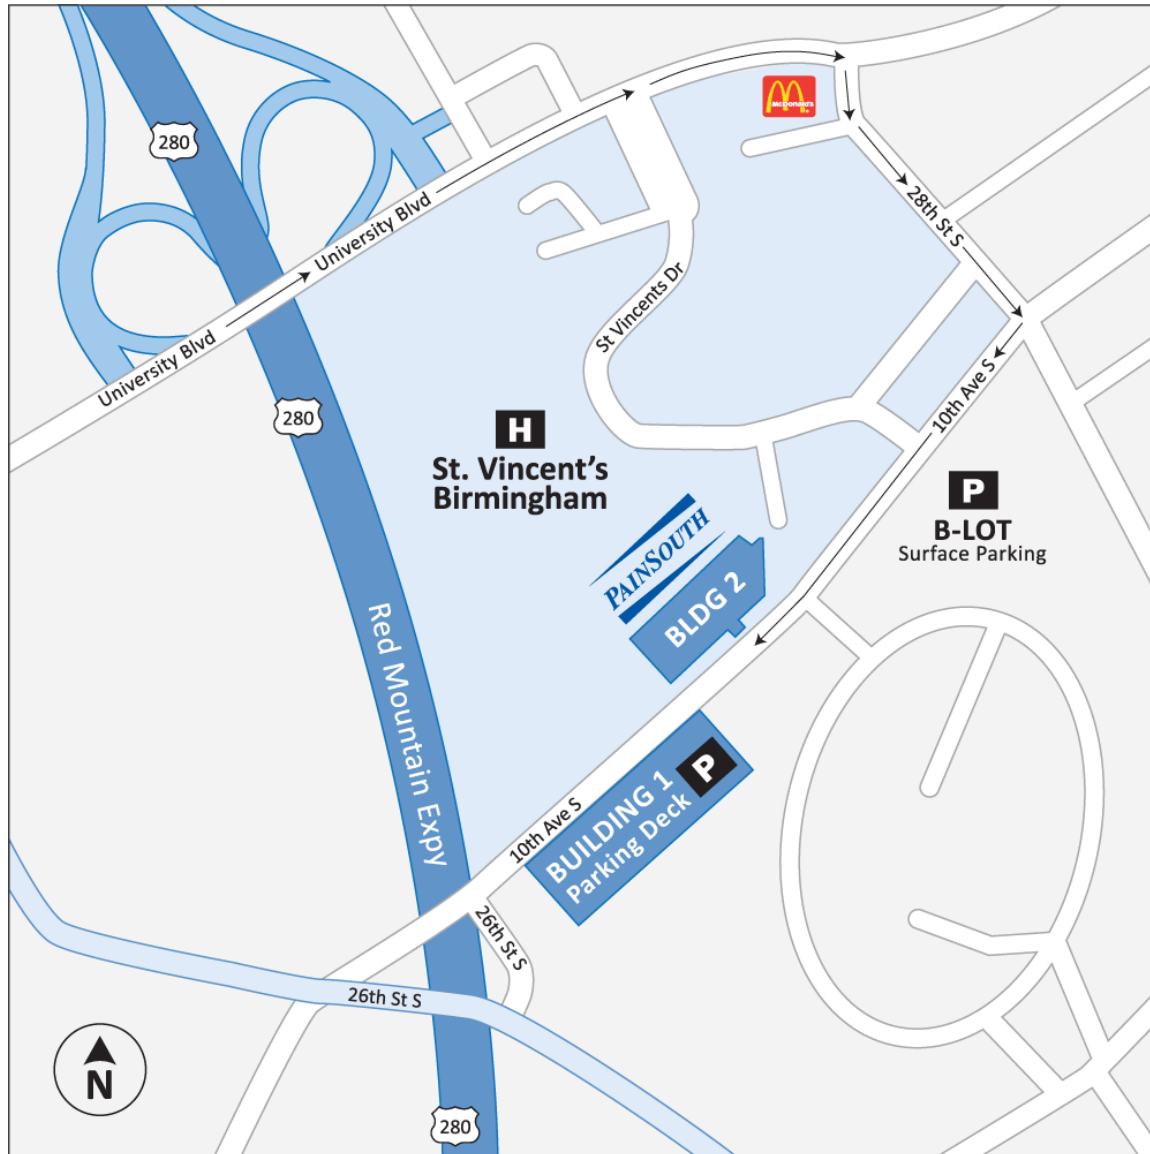 McDonald's
280
University Blvd
28th St S
University Blvd
St Vincents Dr
280
10th Ave S
H
St. Vincent's
Birmingham
P
B-LOT
Surface Parking
PAINSOUTH
BLDG 2
Red Mountain Expy
BUILDING 1
Parking Deck
P
10th Ave S
26th St S
26th St S
N
280